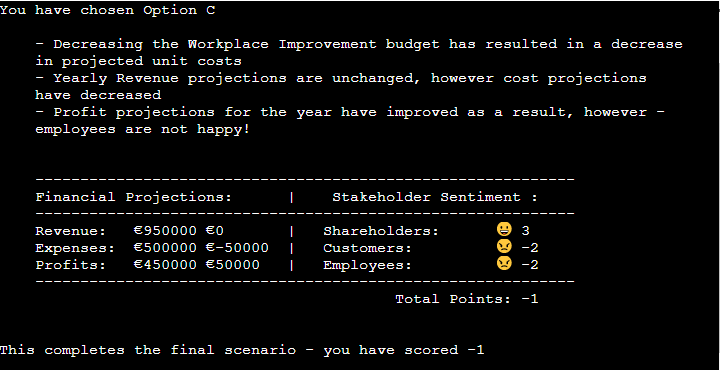 You have chosen Option C
- Decreasing the Workplace Improvement budget has resulted in a decrease
in projected unit costs
- Yearly Revenue projections are unchanged, however cost projections
have decreased
- Profit projections for the year have improved as a result, however -
employees are not happy!
---------------------------------------------------------------
Financial Projections:       |    Stakeholder Sentiment :
---------------------------------------------------------------
Revenue:   €950000 €0        |   Shareholders:       😀 3
Expenses:  €500000 €-50000   |   Customers:          😠 -2
Profits:   €450000 €50000    |   Employees:          😠 -2
---------------------------------------------------------------
Total Points: -1
This completes the final scenario - you have scored -1